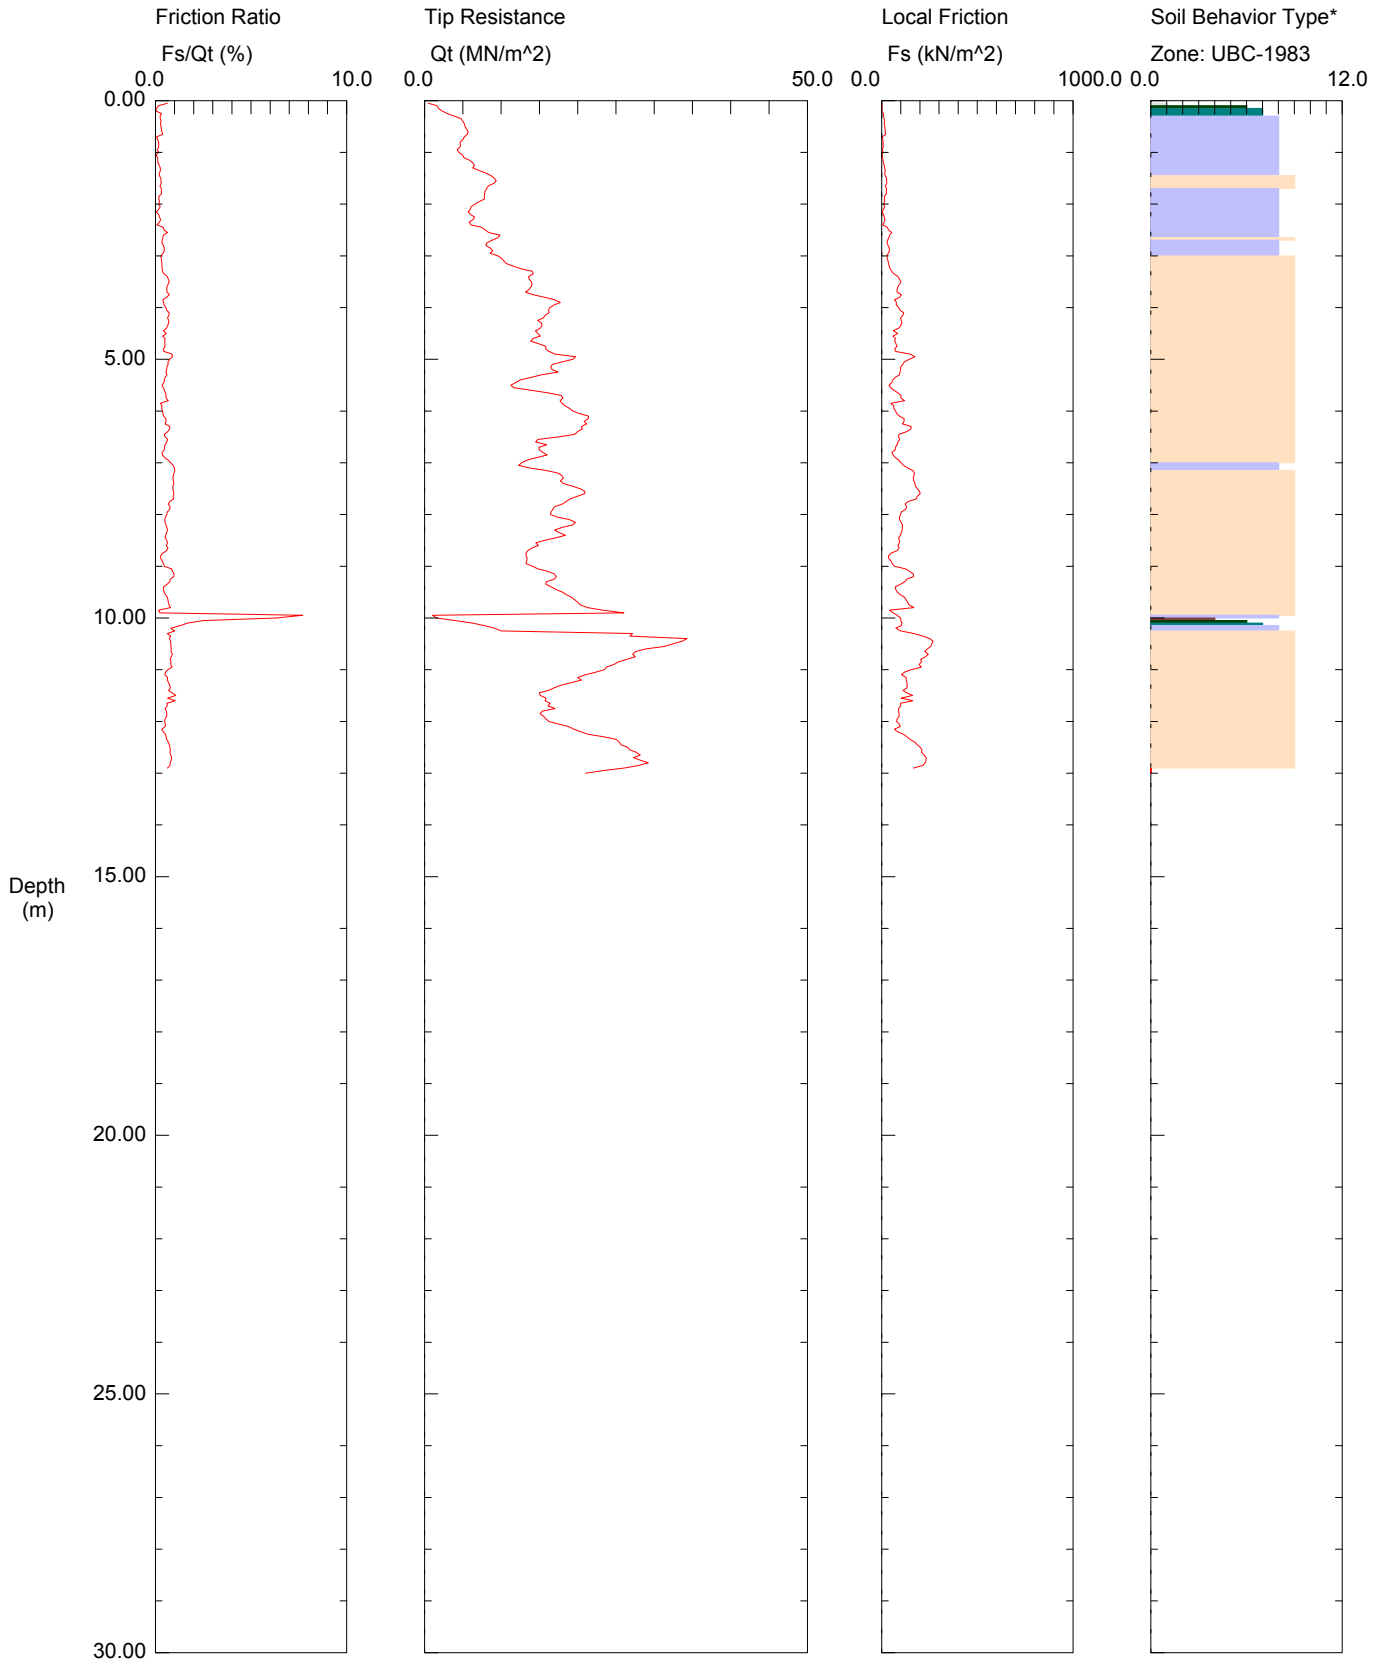 Friction Ratio
Fs/Qt (%)
0.0 10.0
Tip Resistance
Qt (MN/m^2)
0.0 50.0
Local Friction
Fs (kN/m^2)
0.0 1000.0
Soil Behavior Type*
Zone: UBC-1983
0.0 12.0
0.00
5.00
10.00
15.00
Depth
(m)
20.00
25.00
30.00